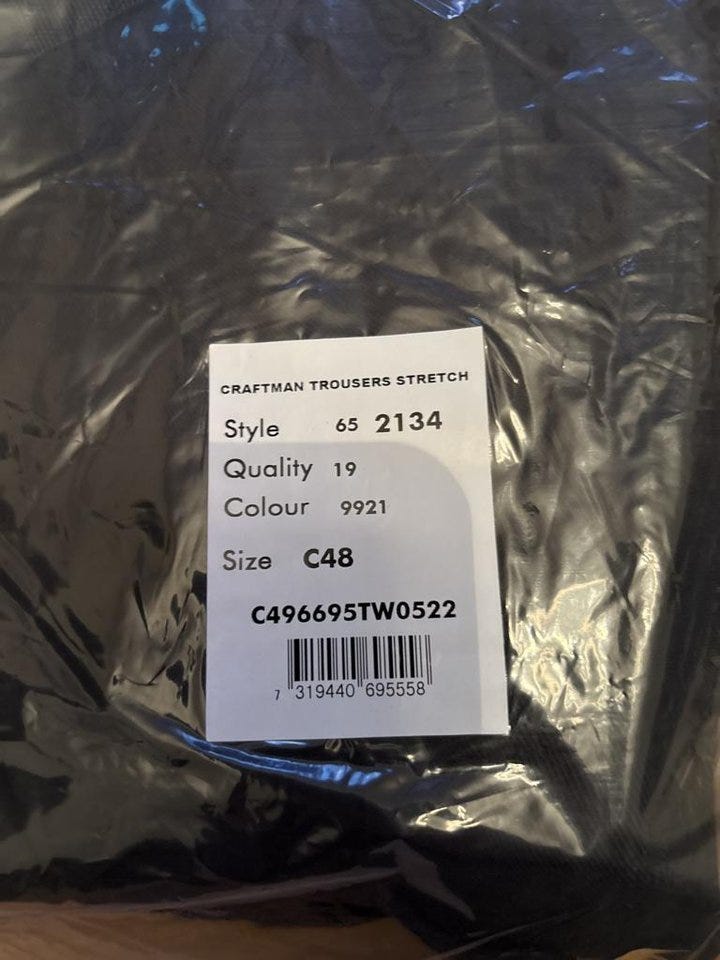 CRAFTMAN TROUSERS STRETCH
Style 65 2134
Quality 19
Colour 9921
Size C48
C496695TW0522
7 319440 695558